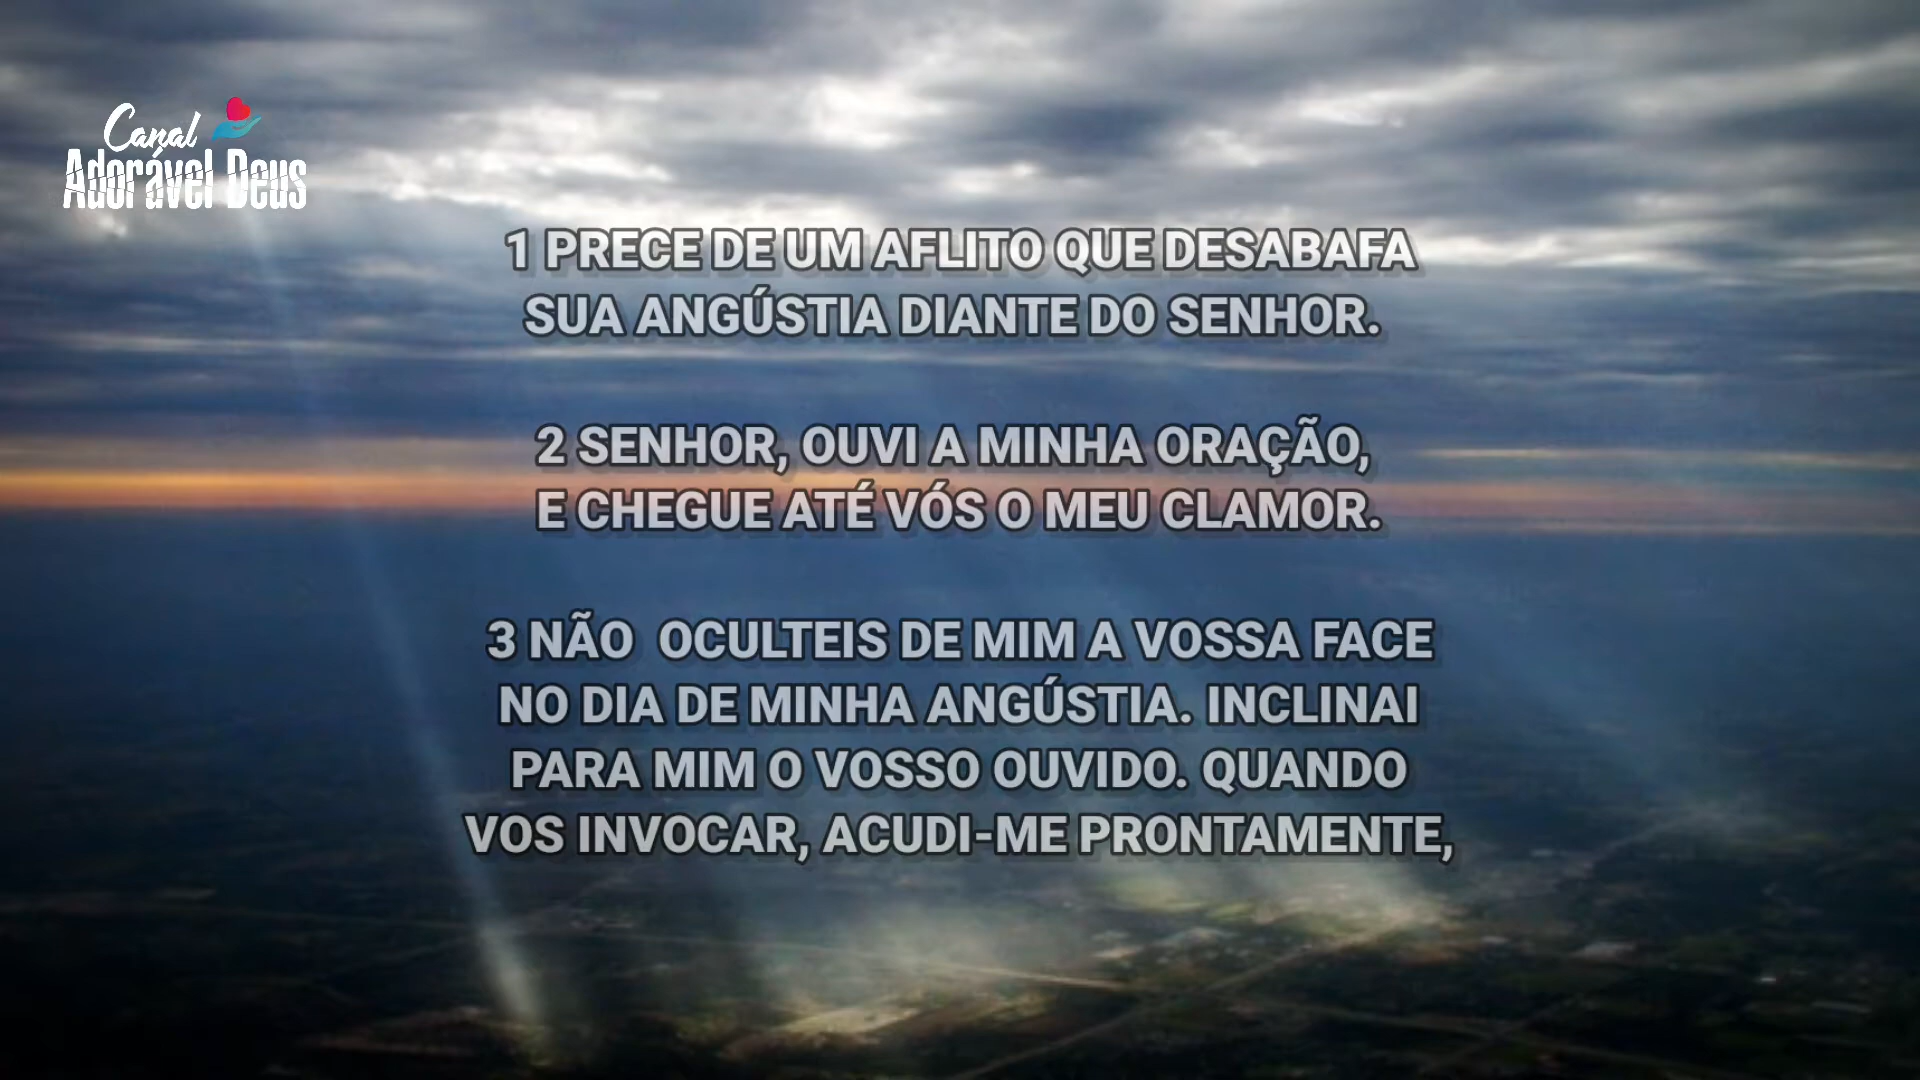 Canal
Adorável Deus
1 PRECE DE UM AFLITO QUE DESABAFA
SUA ANGÚSTIA DIANTE DO SENHOR.
2 SENHOR, OUVI A MINHA ORAÇÃO,
E CHEGUE ATÉ VÓS O MEU CLAMOR.
3 NÃO  OCULTEIS DE MIM A VOSSA FACE
NO DIA DE MINHA ANGÚSTIA. INCLINAI
PARA MIM O VOSSO OUVIDO. QUANDO
VOS INVOCAR, ACUDI-ME PRONTAMENTE,